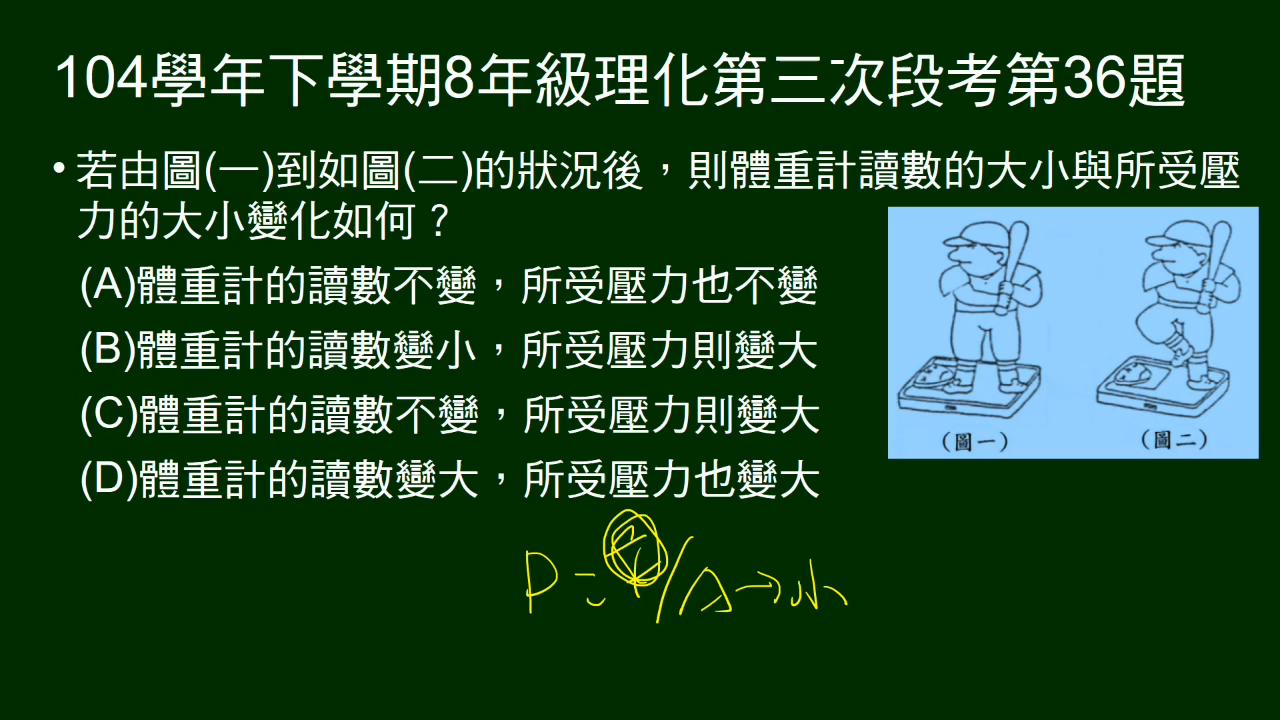 104學年下學期8年級理化第三次段考第36題
• 若由圖(一)到如圖(二)的狀況後，則體重計讀數的大小與所受壓
力的大小變化如何？
(A)體重計的讀數不變，所受壓力也不變
(B)體重計的讀數變小，所受壓力則變大
(C)體重計的讀數不變，所受壓力則變大
(D)體重計的讀數變大，所受壓力也變大
(圖一)
(圖二)
P = F/A→小